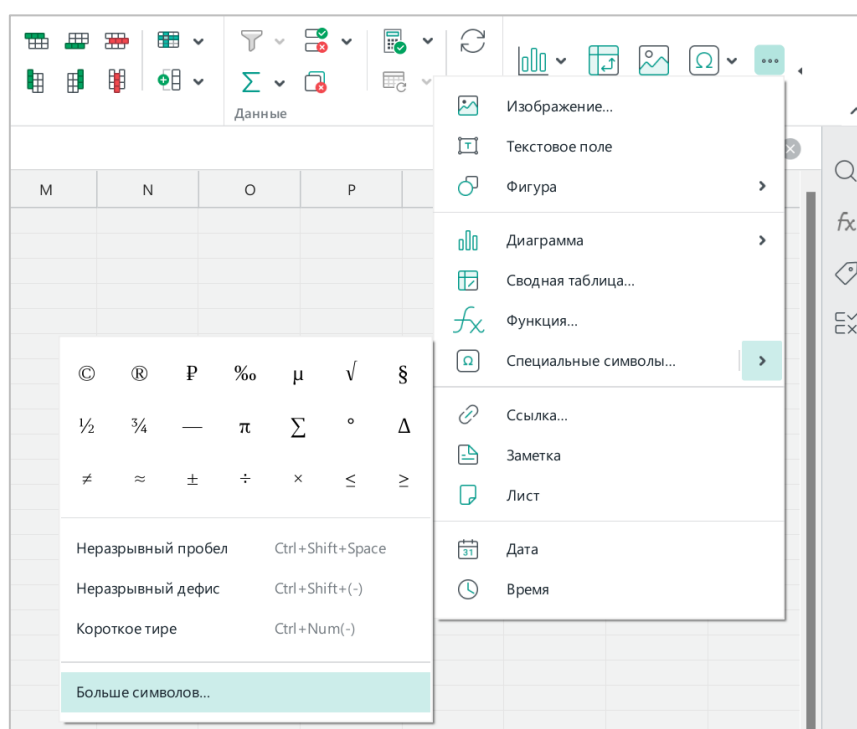 Данные
M N O P
Изображение...
Текстовое поле
Фигура
Диаграмма
Сводная таблица...
Функция...
Специальные символы...
Ссылка...
Заметка
Лист
31 Дата
Время
© ® ₽ ‰ µ √ §
½ ¾ — π ∑ ° Δ
≠ ≈ ± ÷ × ≤ ≥
Неразрывный пробел Ctrl+Shift+Space
Неразрывный дефис Ctrl+Shift+(-)
Короткое тире Ctrl+Num(-)
Больше символов...